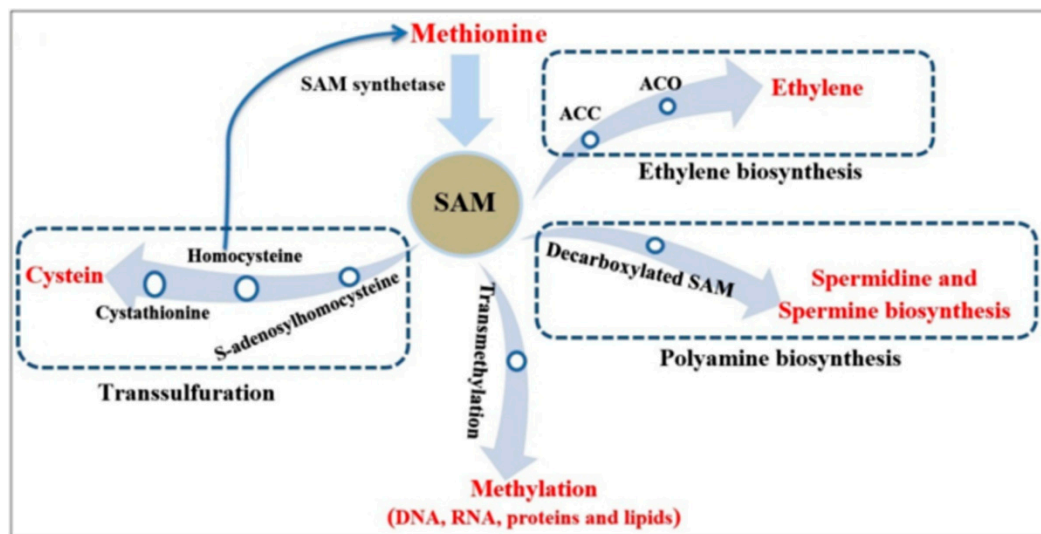 Methionine
SAM synthetase
SAM
ACC
ACO
Ethylene
Ethylene biosynthesis
Decarboxylated SAM
Spermidine and
Spermine biosynthesis
Polyamine biosynthesis
Homocysteine
Cystein
Cystathionine
S-adenosylhomocysteine
Transsulfuration
Transmethylation
Methylation
(DNA, RNA, proteins and lipids)